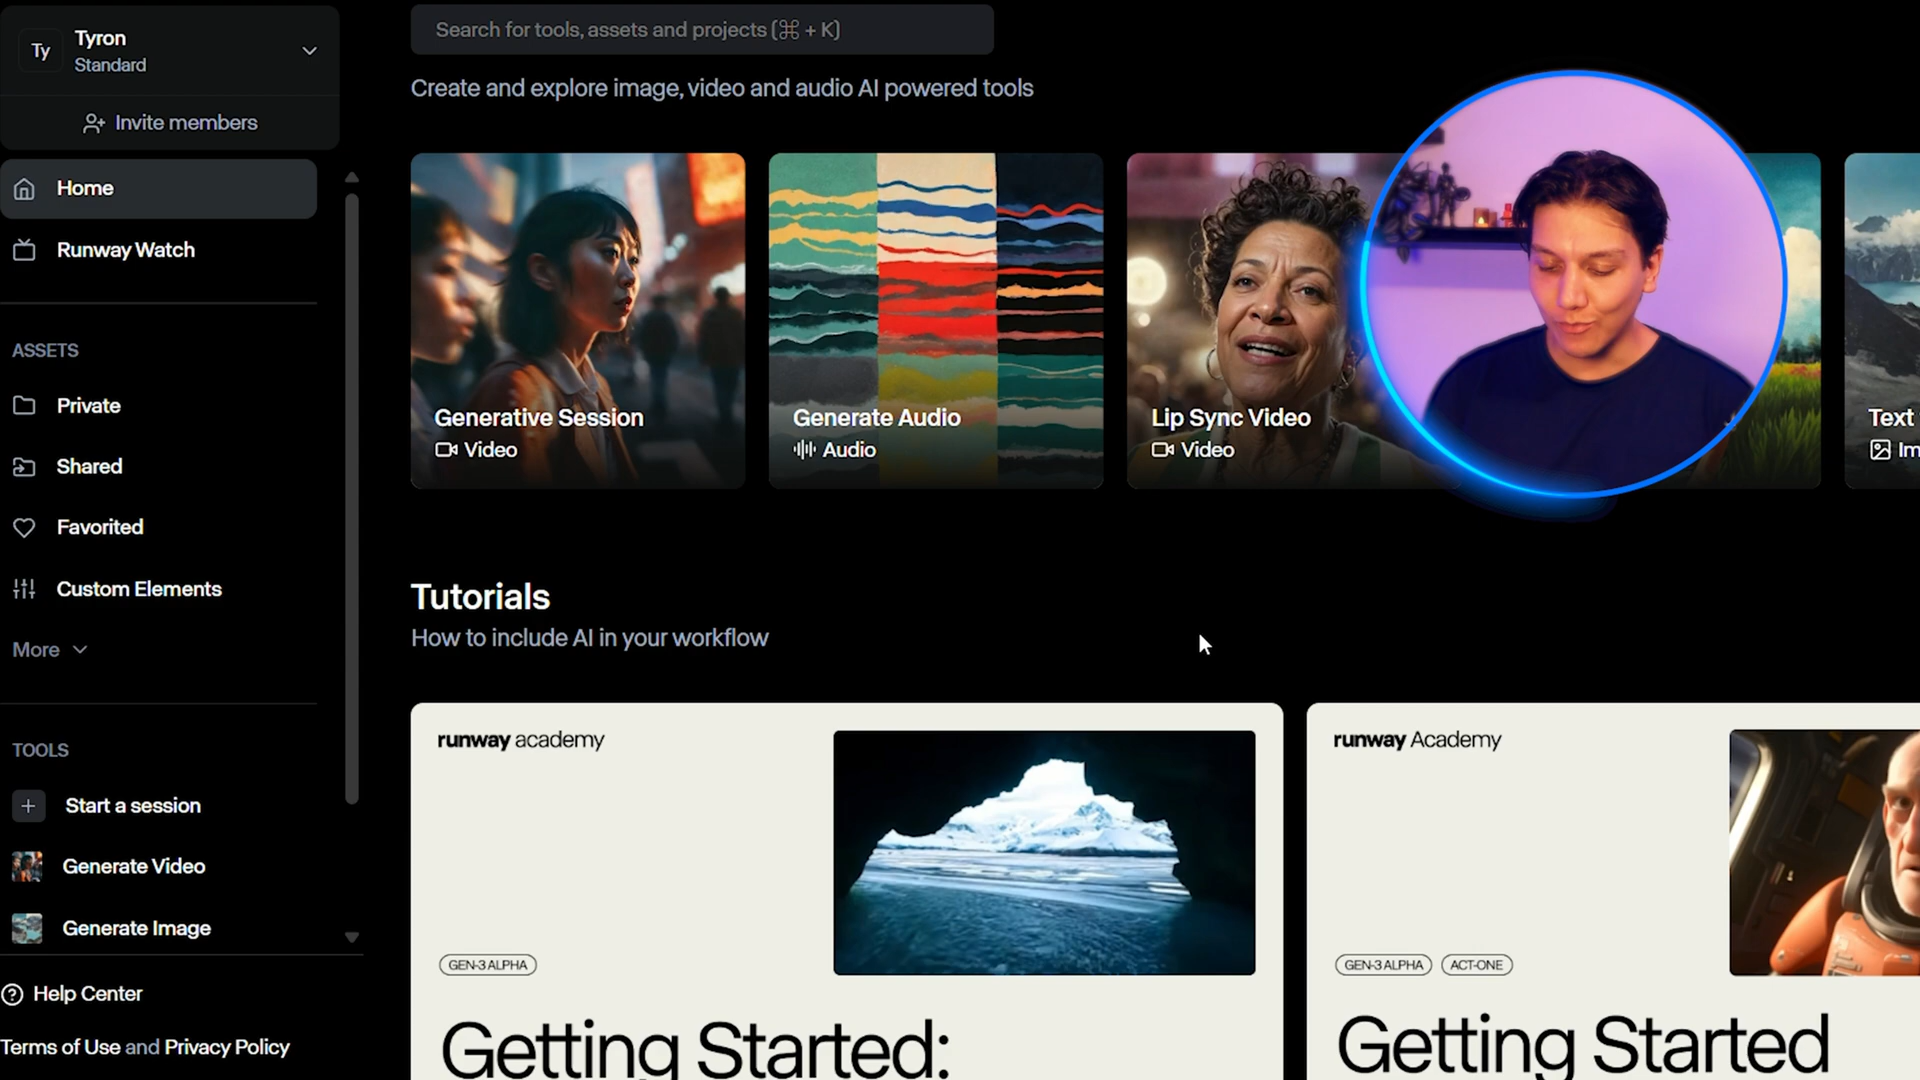 Ty
Tyron
Standard
Invite members
Home
Runway Watch
ASSETS
Private
Shared
Favorited
Custom Elements
More
TOOLS
Start a session
Generate Video
Generate Image
Help Center
Terms of Use and Privacy Policy
Search for tools, assets and projects (⌘ + K)
Create and explore image, video and audio AI powered tools
Generative Session
Video
Generate Audio
Audio
Lip Sync Video
Video
Text
Im
Tutorials
How to include AI in your workflow
runway academy
GEN-3 ALPHA
Getting Started:
runway Academy
GEN-3 ALPHA
ACT-ONE
Getting Started